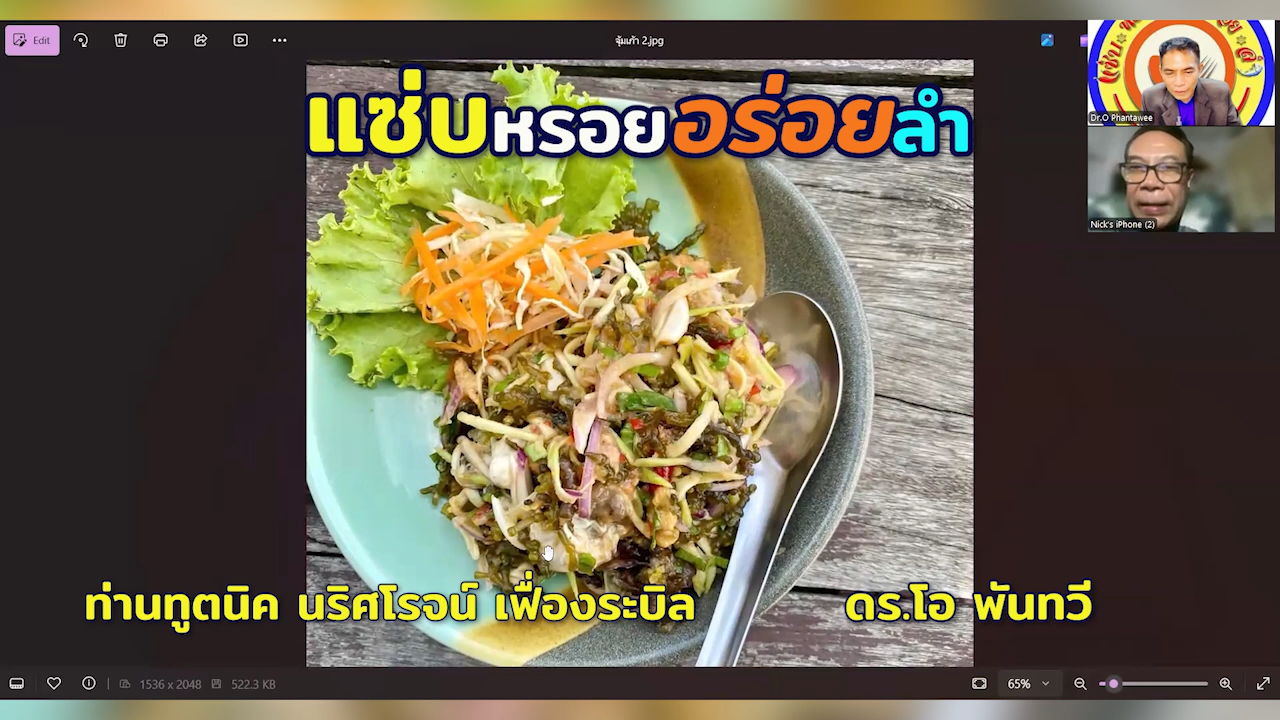 Edit
จุ๋มเก้า 2.jpg
แซ่บหรอยอร่อยลำ
Dr.O Phantawee
Nick's iPhone (2)
ท่านทูตนิค นริศโรจน์ เฟื่องระบิล
ดร.โอ พันทวี
1536 x 2048
522.3 KB
65%